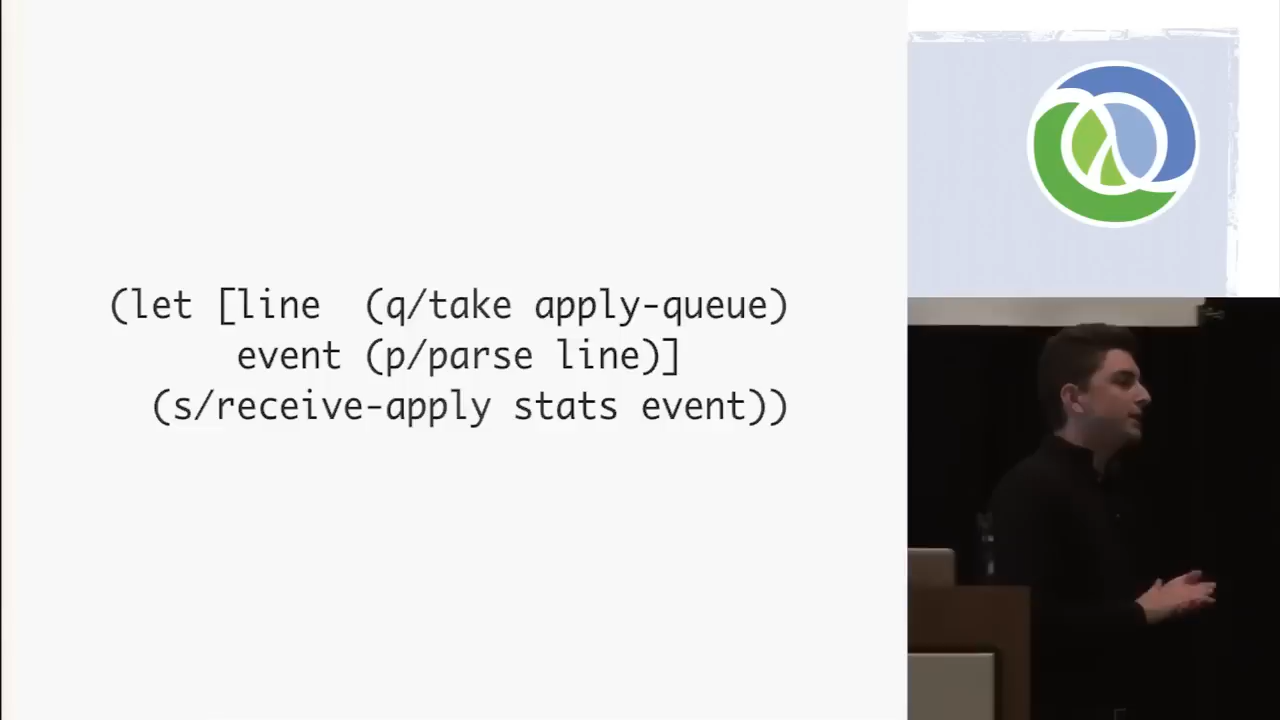 (let [line  (q/take apply-queue)
      event (p/parse line)]
  (s/receive-apply stats event))